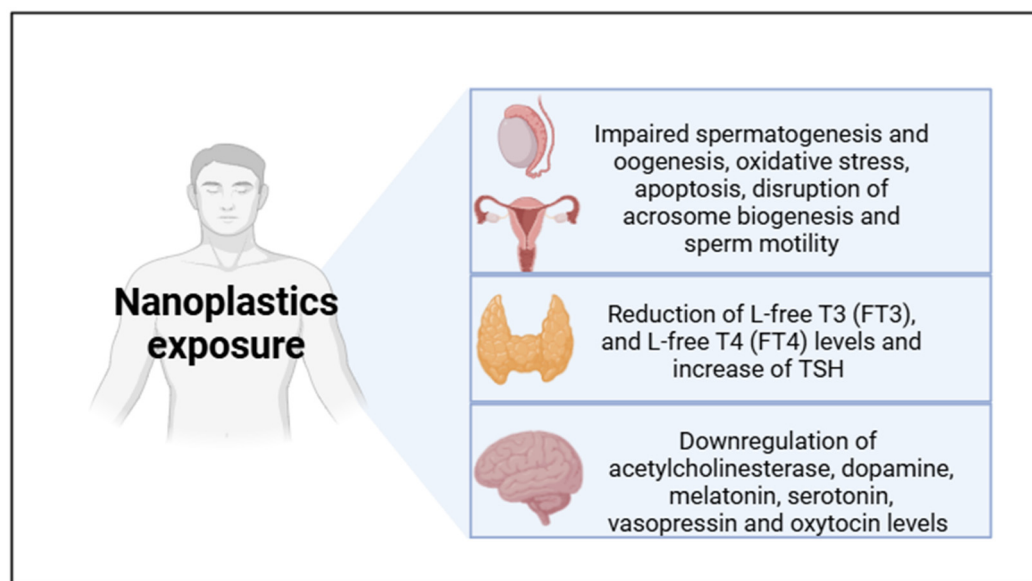 Nanoplastics
exposure
Impaired spermatogenesis and
oogenesis, oxidative stress,
apoptosis, disruption of
acrosome biogenesis and
sperm motility
Reduction of L-free T3 (FT3),
and L-free T4 (FT4) levels and
increase of TSH
Downregulation of
acetylcholinesterase, dopamine,
melatonin, serotonin,
vasopressin and oxytocin levels